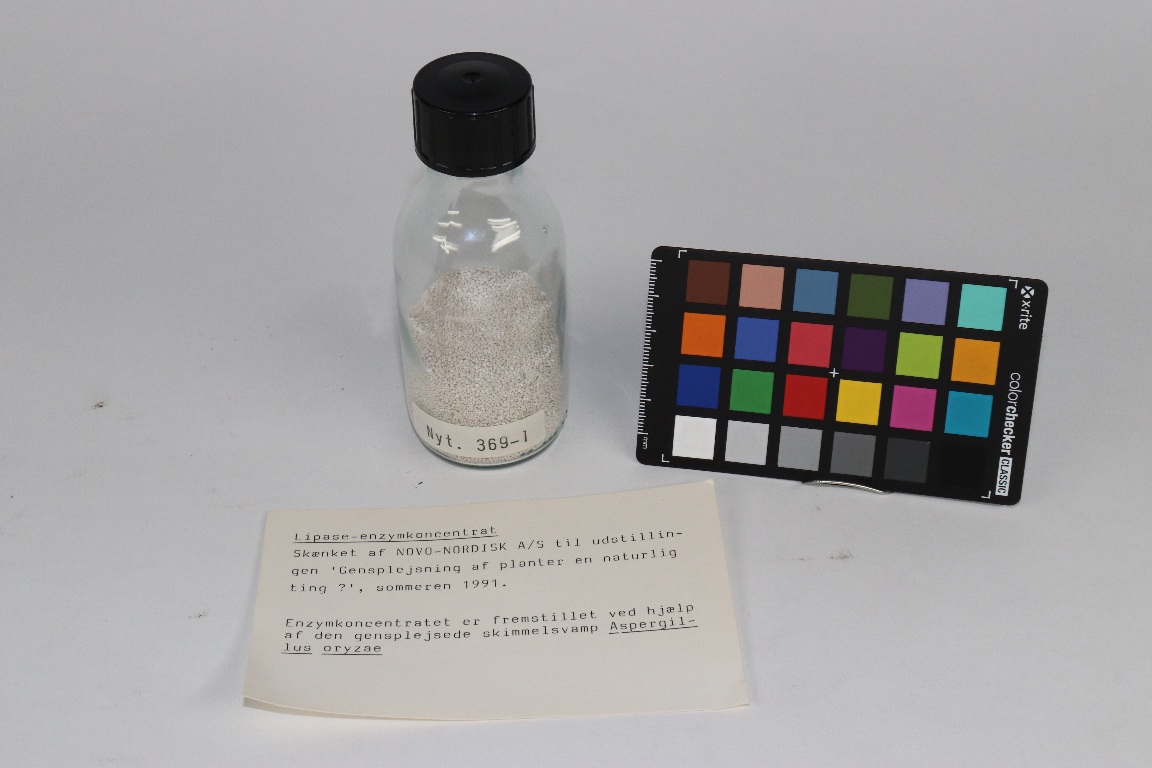 Nyt. 369-1
x-rite
colorchecker CLASSIC
mm
Lipase-enzymkoncentrat
Skænket af NOVO-NORDISK A/S til udstillin-
gen 'Gensplejsning af planter en naturlig
ting ?', sommeren 1991.
Enzymkoncentratet er fremstillet ved hjælp
af den gensplejsede skimmelsvamp Aspergil-
lus oryzae